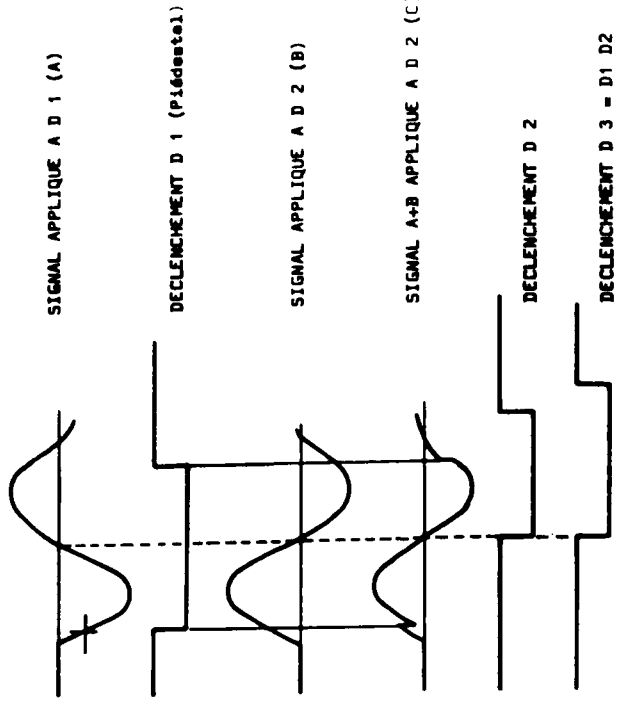 SIGNAL APPLIQUE A D 1 (A)
DECLENCHEMENT D 1 (Piédestal)
SIGNAL APPLIQUE A D 2 (B)
SIGNAL A+B APPLIQUE A D 2 (C
DECLENCHEMENT D 2
DECLENCHEMENT D 3 = D1 D2